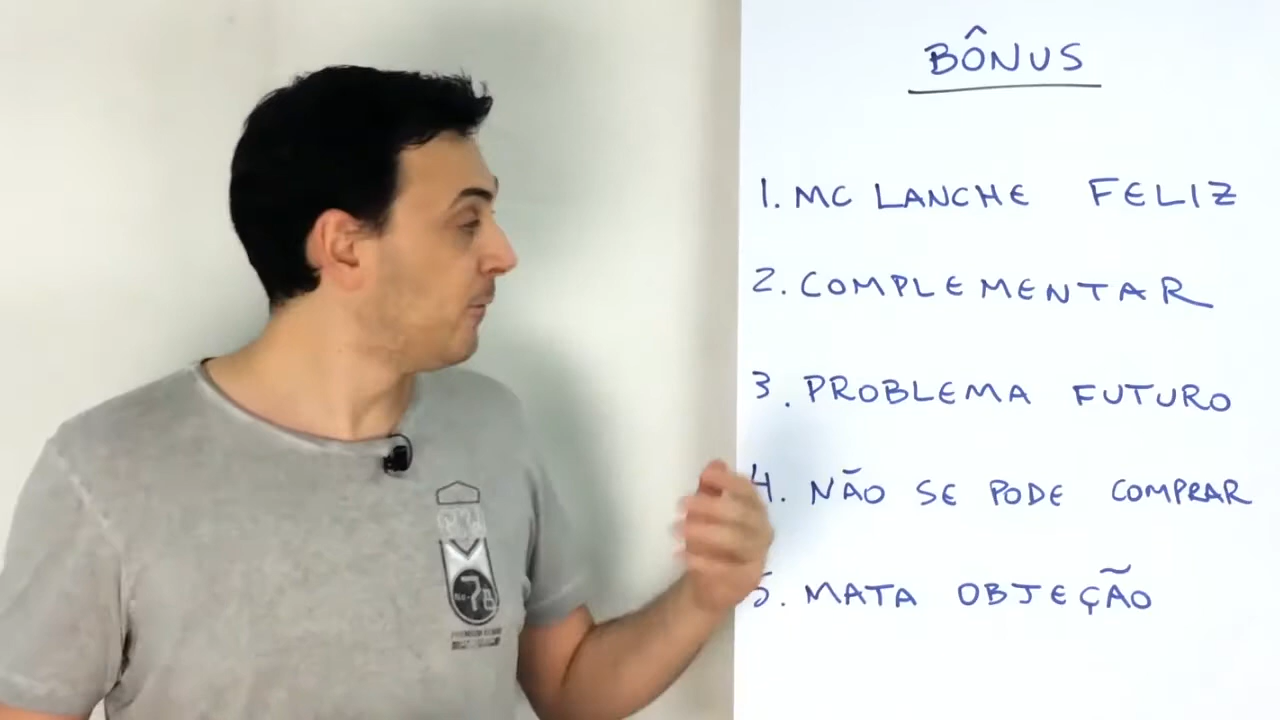 BÔNUS
1. MC LANCHE FELIZ
2. COMPLEMENTAR
3. PROBLEMA FUTURO
4. NÃO SE PODE COMPRAR
5. MATA OBJEÇÃO